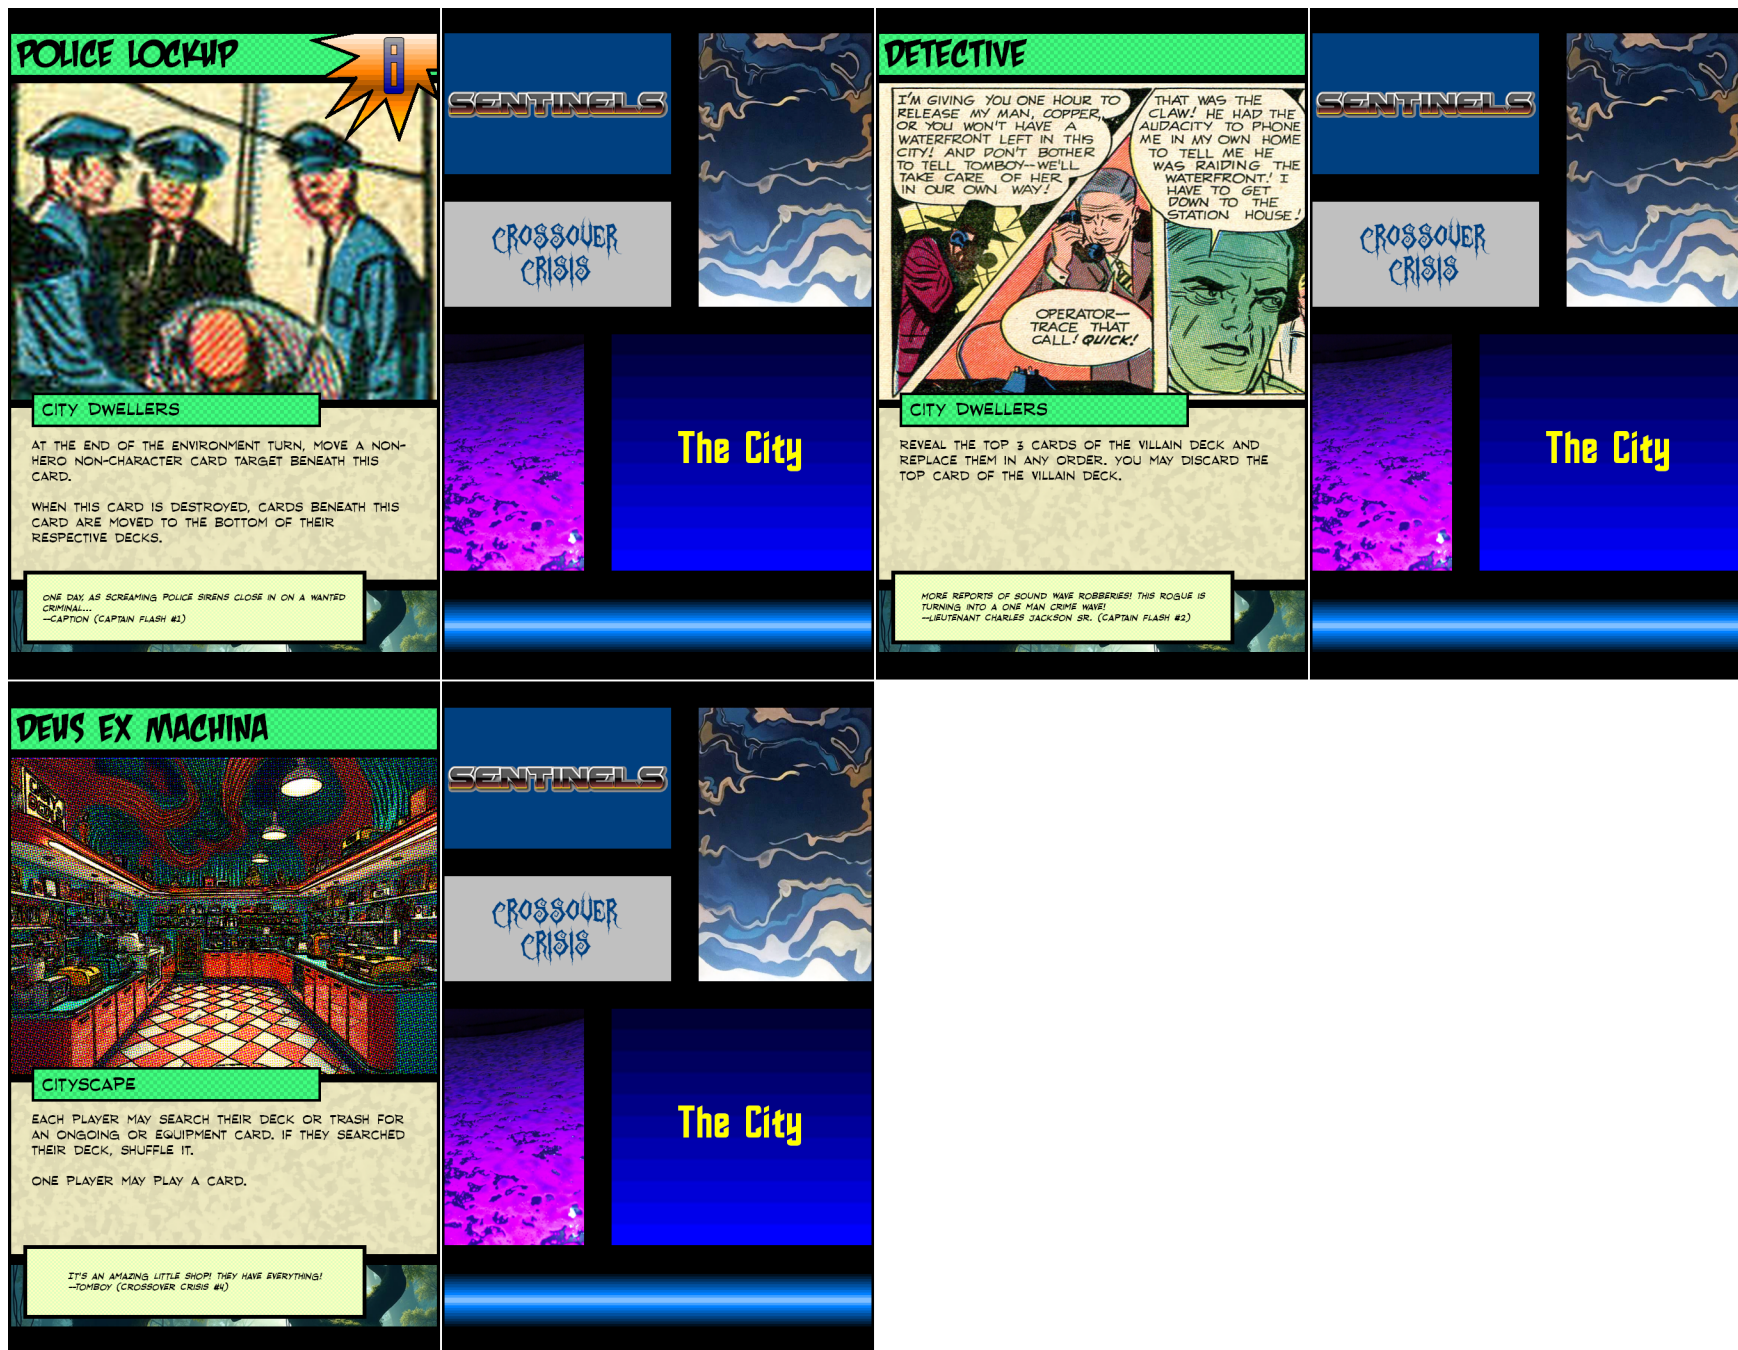 POLICE LOCKUP
8
CITY DWELLERS
AT THE END OF THE ENVIRONMENT TURN, MOVE A NON-
HERO NON-CHARACTER CARD TARGET BENEATH THIS
CARD.
WHEN THIS CARD IS DESTROYED, CARDS BENEATH THIS
CARD ARE MOVED TO THE BOTTOM OF THEIR
RESPECTIVE DECKS.
ONE DAY, AS SCREAMING POLICE SIRENS CLOSE IN ON A WANTED
CRIMINAL...
--CAPTION (CAPTAIN FLASH #1)
SENTINELS
CROSSOVER
CRISIS
The City
DETECTIVE
I'M GIVING YOU ONE HOUR TO
RELEASE MY MAN, COPPER,
OR YOU WON'T HAVE A
WATERFRONT LEFT IN THIS
CITY! AND DON'T BOTHER
TO TELL TOMBOY--WE'LL
TAKE CARE OF HER
IN OUR OWN WAY!
OPERATOR—
TRACE THAT
CALL! QUICK!
THAT WAS THE
CLAW! HE HAD THE
AUDACITY TO PHONE
ME IN MY OWN HOME
TO TELL ME HE
WAS RAIDING THE
WATERFRONT! I
HAVE TO GET
DOWN TO THE
STATION HOUSE!
CITY DWELLERS
REVEAL THE TOP 3 CARDS OF THE VILLAIN DECK AND
REPLACE THEM IN ANY ORDER. YOU MAY DISCARD THE
TOP CARD OF THE VILLAIN DECK.
MORE REPORTS OF SOUND WAVE ROBBERIES! THIS ROGUE IS
TURNING INTO A ONE MAN CRIME WAVE!
--LIEUTENANT CHARLES JACKSON SR. (CAPTAIN FLASH #2)
SENTINELS
CROSSOVER
CRISIS
The City
DEUS EX MACHINA
CITYSCAPE
EACH PLAYER MAY SEARCH THEIR DECK OR TRASH FOR
AN ONGOING OR EQUIPMENT CARD. IF THEY SEARCHED
THEIR DECK, SHUFFLE IT.
ONE PLAYER MAY PLAY A CARD.
IT'S AN AMAZING LITTLE SHOP! THEY HAVE EVERYTHING!
--TOMBOY (CROSSOVER CRISIS #4)
SENTINELS
CROSSOVER
CRISIS
The City